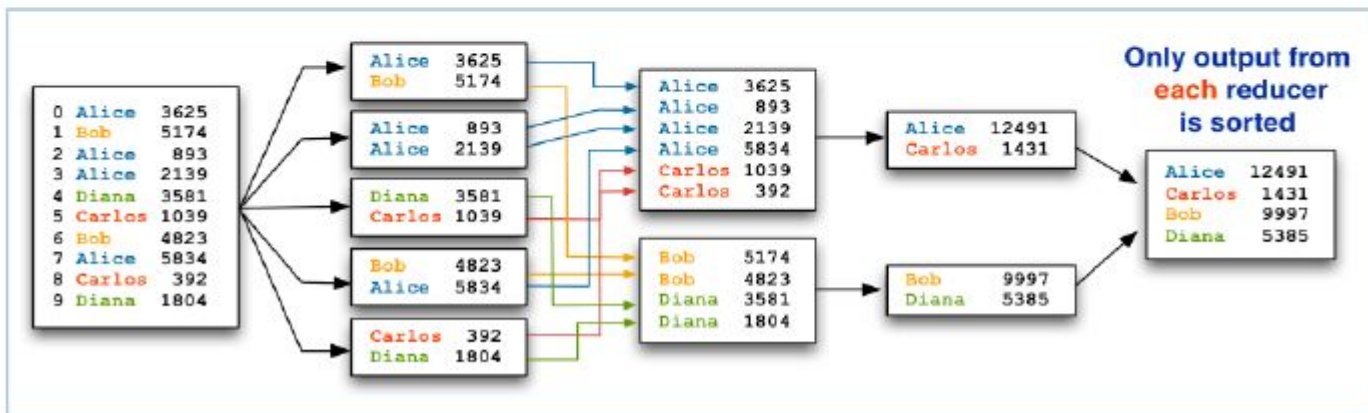 0 Alice 3625
1 Bob 5174
2 Alice 893
3 Alice 2139
4 Diana 3581
5 Carlos 1039
6 Bob 4823
7 Alice 5834
8 Carlos 392
9 Diana 1804
Alice 3625
Bob 5174
Alice 893
Alice 2139
Diana 3581
Carlos 1039
Bob 4823
Alice 5834
Carlos 392
Diana 1804
Alice 3625
Alice 893
Alice 2139
Alice 5834
Carlos 1039
Carlos 392
Bob 5174
Bob 4823
Diana 3581
Diana 1804
Alice 12491
Carlos 1431
Bob 9997
Diana 5385
Only output from
each reducer
is sorted
Alice 12491
Carlos 1431
Bob 9997
Diana 5385